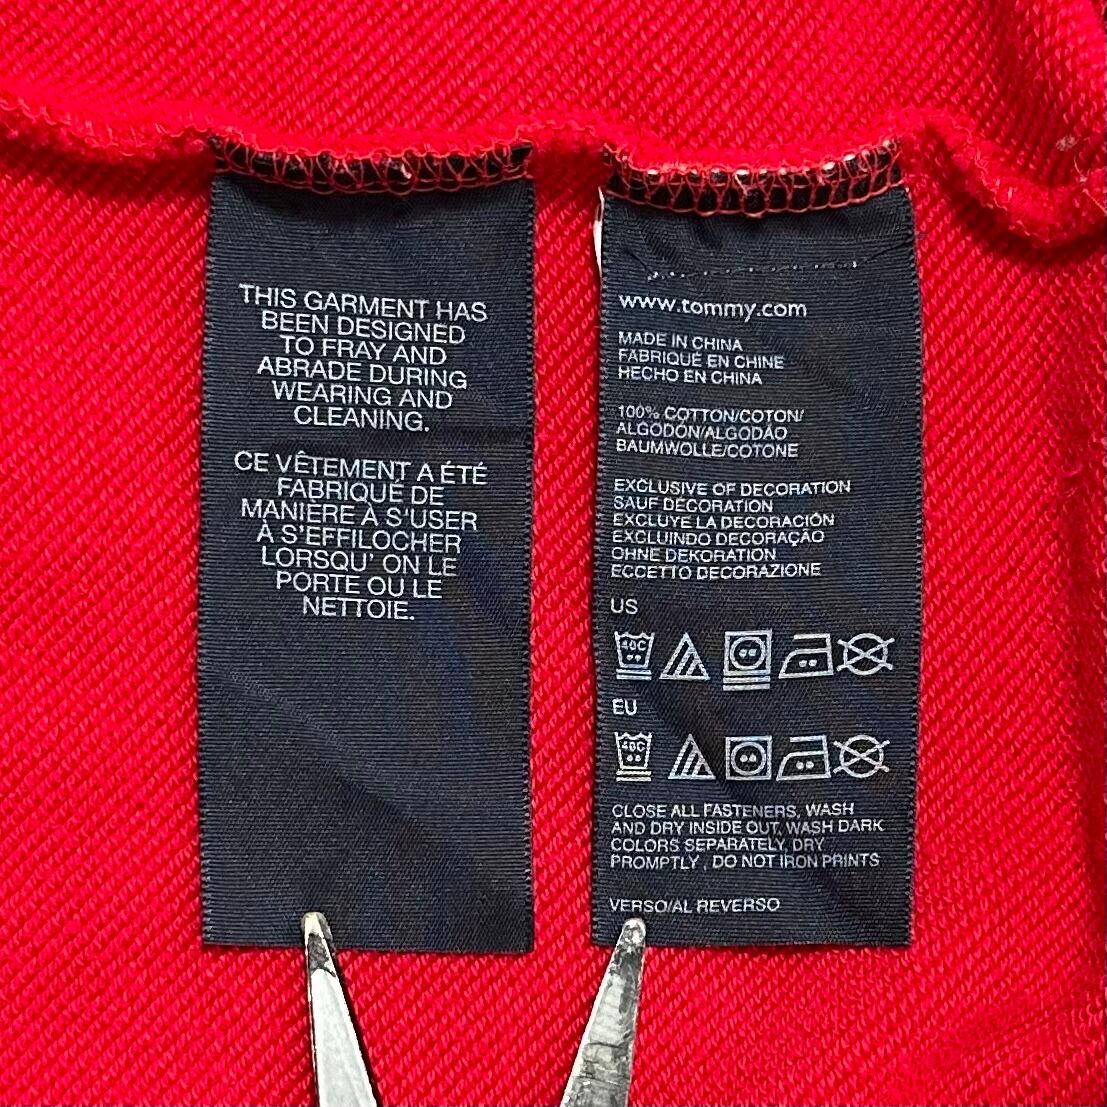 THIS GARMENT HAS
BEEN DESIGNED
TO FRAY AND
ABRADE DURING
WEARING AND
CLEANING.
CE VÊTEMENT A ÉTÉ
FABRIQUÉ DE
MANIÈRE À S'USER
À S'EFFILOCHER
LORSQU' ON LE
PORTE OU LE
NETTOIE.
www.tommy.com
MADE IN CHINA
FABRIQUÉ EN CHINE
HECHO EN CHINA
100% COTTON/COTON/
ALGODÓN/ALGODÃO
BAUMWOLLE/COTONE
EXCLUSIVE OF DECORATION
SAUF DÉCORATION
EXCLUYE LA DECORACIÓN
EXCLUINDO DECORAÇÃO
OHNE DEKORATION
ECCETTO DECORAZIONE
US
40C
EU
40C
CLOSE ALL FASTENERS, WASH
AND DRY INSIDE OUT, WASH DARK
COLORS SEPARATELY, DRY
PROMPTLY , DO NOT IRON PRINTS
VERSO/AL REVERSO